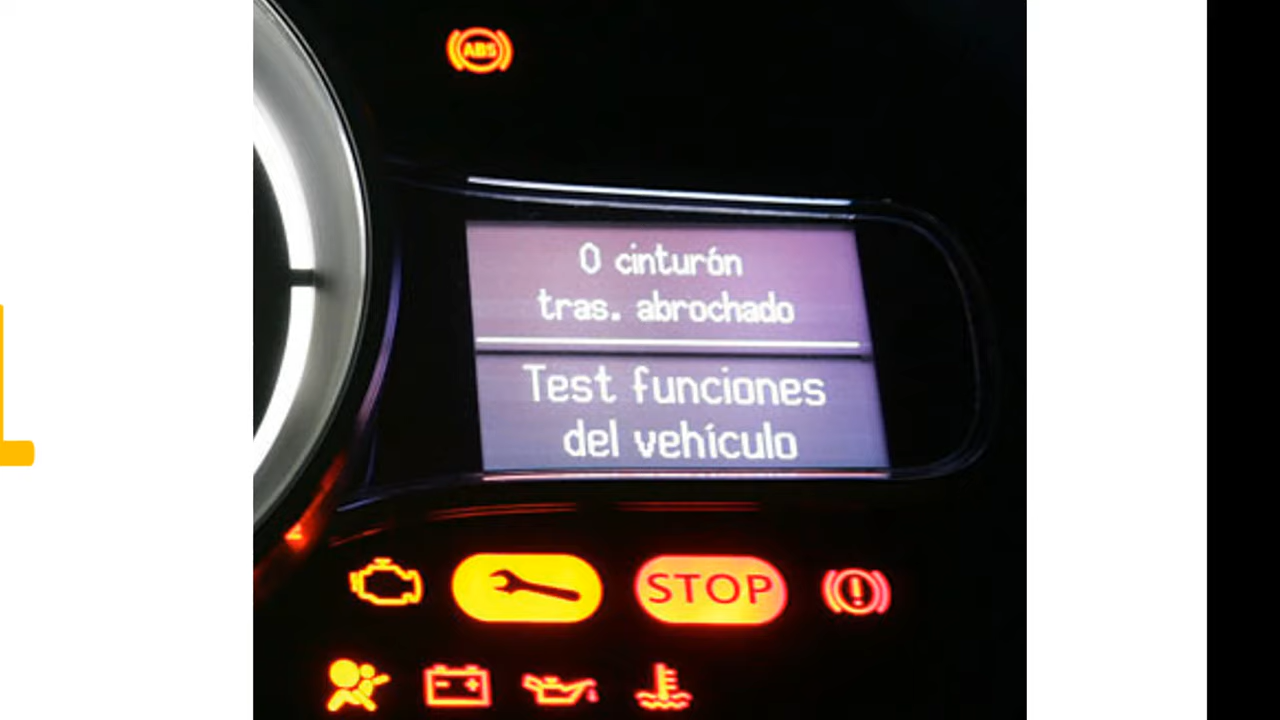 ABS
0 cinturón
tras. abrochado
Test funciones
del vehículo
STOP